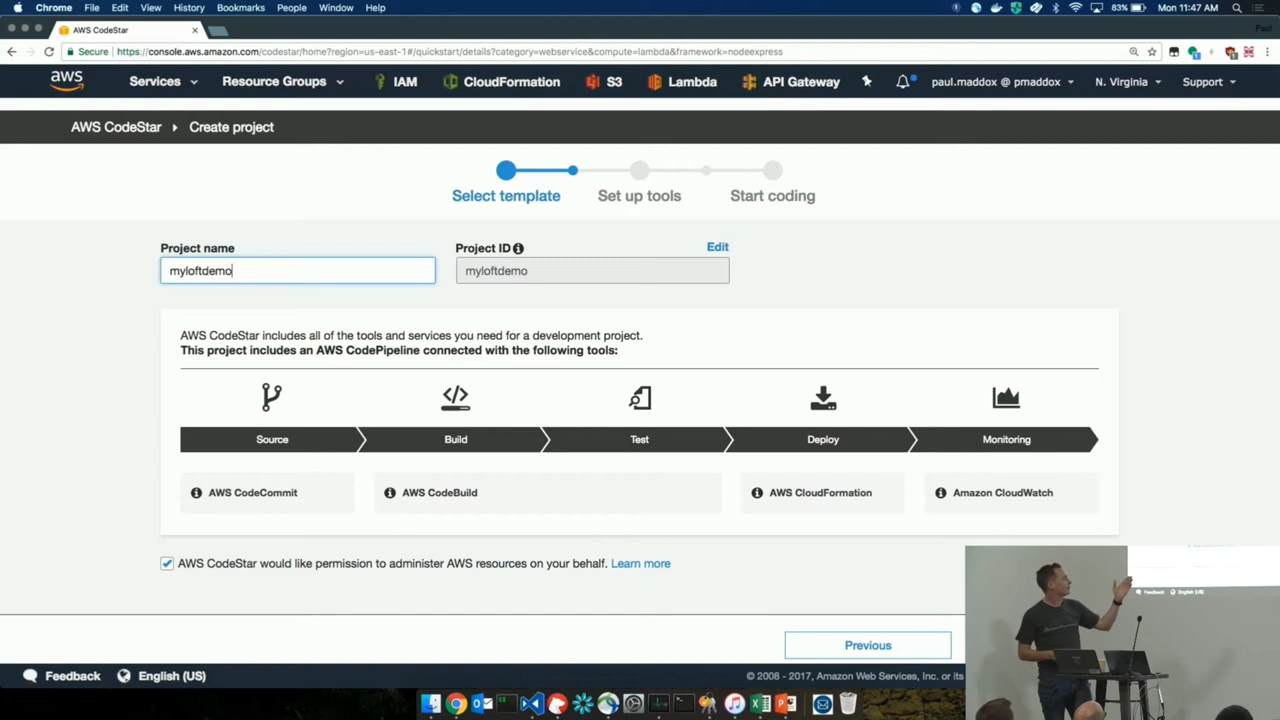 Chrome File Edit View History Bookmarks People Window Help 83% Mon 11:47 AM
AWS CodeStar Paul
Secure https://console.aws.amazon.com/codestar/home?region=us-east-1#/quickstart/details?category=webservice&compute=lambda&framework=nodeexpress
aws Services Resource Groups IAM CloudFormation S3 Lambda API Gateway paul.maddox @ pmaddox N. Virginia Support
AWS CodeStar Create project
Select template Set up tools Start coding
Project name Project ID Edit
myloftdemo myloftdemo
AWS CodeStar includes all of the tools and services you need for a development project.
This project includes an AWS CodePipeline connected with the following tools:
Source Build Test Deploy Monitoring
AWS CodeCommit AWS CodeBuild AWS CloudFormation Amazon CloudWatch
AWS CodeStar would like permission to administer AWS resources on your behalf. Learn more
Feedback English (US)
Previous
Feedback English (US) © 2008 - 2017, Amazon Web Services, Inc. or its